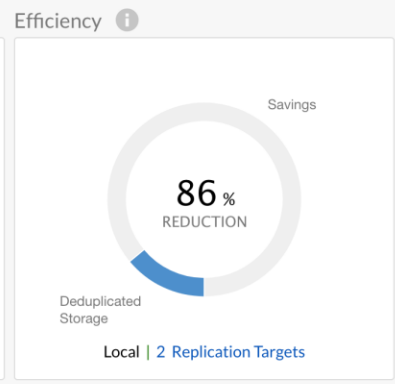 Efficiency i
Savings
86 %
REDUCTION
Deduplicated
Storage
Local | 2 Replication Targets